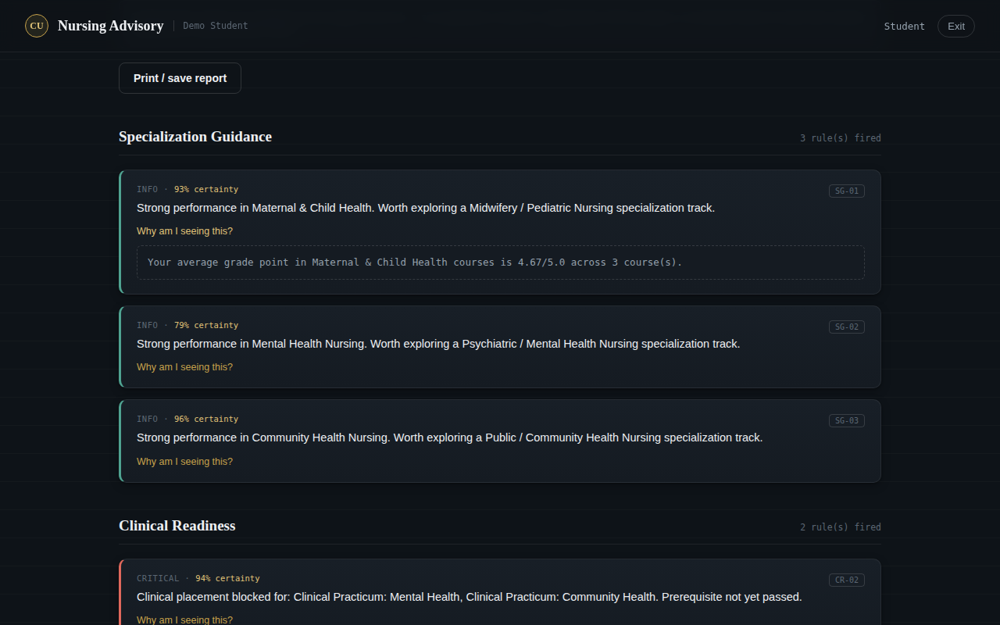 CU
Nursing Advisory
Demo Student
Student
Exit
Print / save report
Specialization Guidance
3 rule(s) fired
INFO · 93% certainty
SG-01
Strong performance in Maternal & Child Health. Worth exploring a Midwifery / Pediatric Nursing specialization track.
Why am I seeing this?
Your average grade point in Maternal & Child Health courses is 4.67/5.0 across 3 course(s).
INFO · 79% certainty
SG-02
Strong performance in Mental Health Nursing. Worth exploring a Psychiatric / Mental Health Nursing specialization track.
Why am I seeing this?
INFO · 96% certainty
SG-03
Strong performance in Community Health Nursing. Worth exploring a Public / Community Health Nursing specialization track.
Why am I seeing this?
Clinical Readiness
2 rule(s) fired
CRITICAL · 94% certainty
CR-02
Clinical placement blocked for: Clinical Practicum: Mental Health, Clinical Practicum: Community Health. Prerequisite not yet passed.
Why am I seeing this?